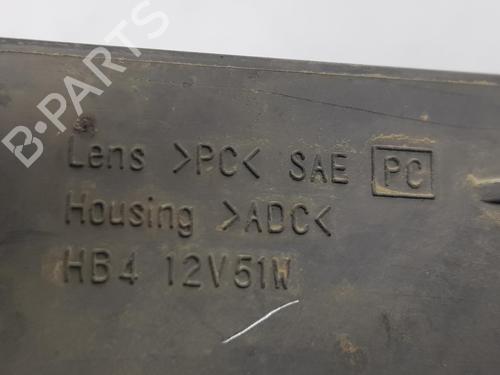 B-PARTS
Lens >PC< SAE PC
Housing >ADC<
HB4 12V51W